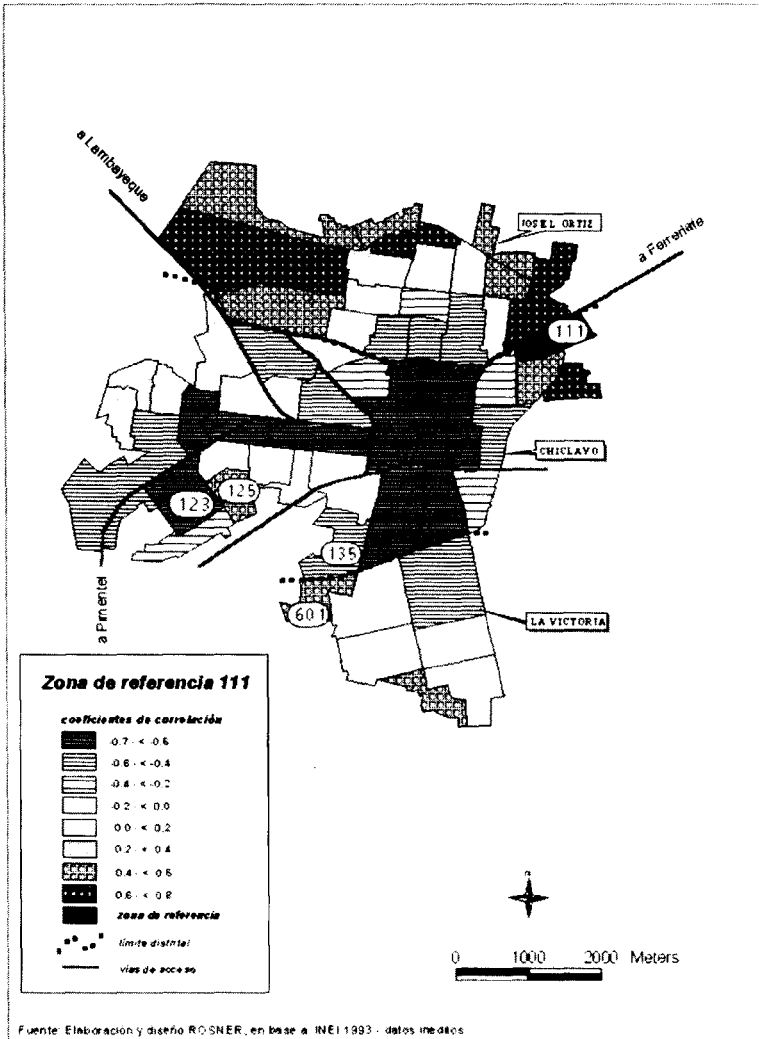 a Lambayeque
JOSE L. ORTIZ
a Ferreñafe
111
CHICLAYO
125
123
135
a Pimentel
601
LA VICTORIA
Zona de referencia 111
coeficientes de correlación
-0.7 - < -0.6
-0.6 - < -0.4
-0.4 - < -0.2
-0.2 - < 0.0
0.0 - < 0.2
0.2 - < 0.4
0.4 - < 0.6
0.6 - < 0.8
zona de referencia
límite distrital
vías de acceso
n
0 1000 2000 Meters
Fuente: Elaboración y diseño ROSNER, en base a INEI 1993 - datos inéditos